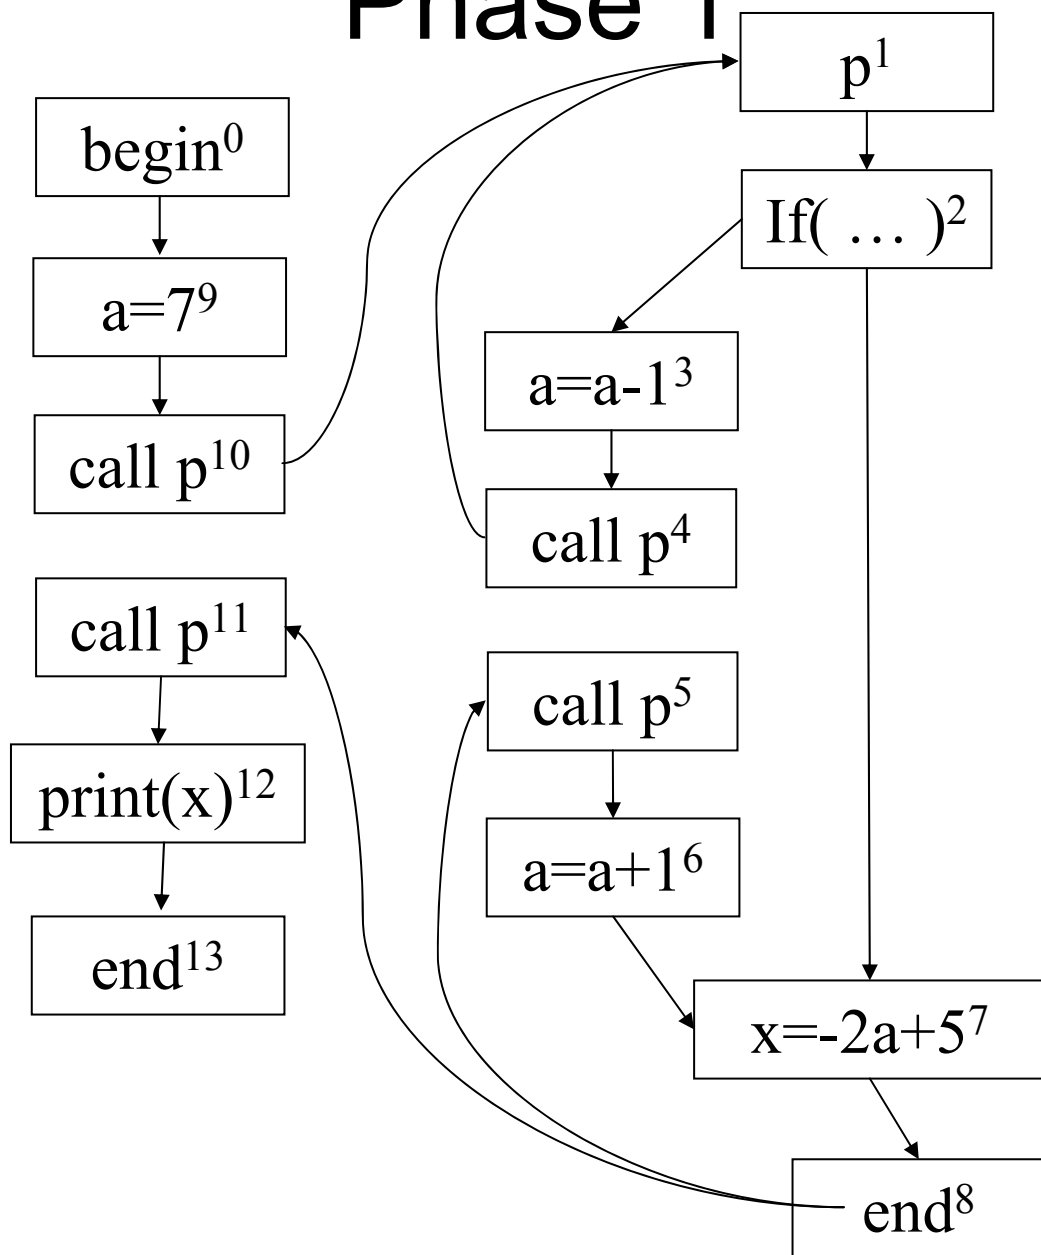 Phase 1
begin⁰
a=7⁹
call p¹⁰
call p¹¹
print(x)¹²
end¹³
p¹
If( … )²
a=a-1³
call p⁴
call p⁵
a=a+1⁶
x=-2a+5⁷
end⁸